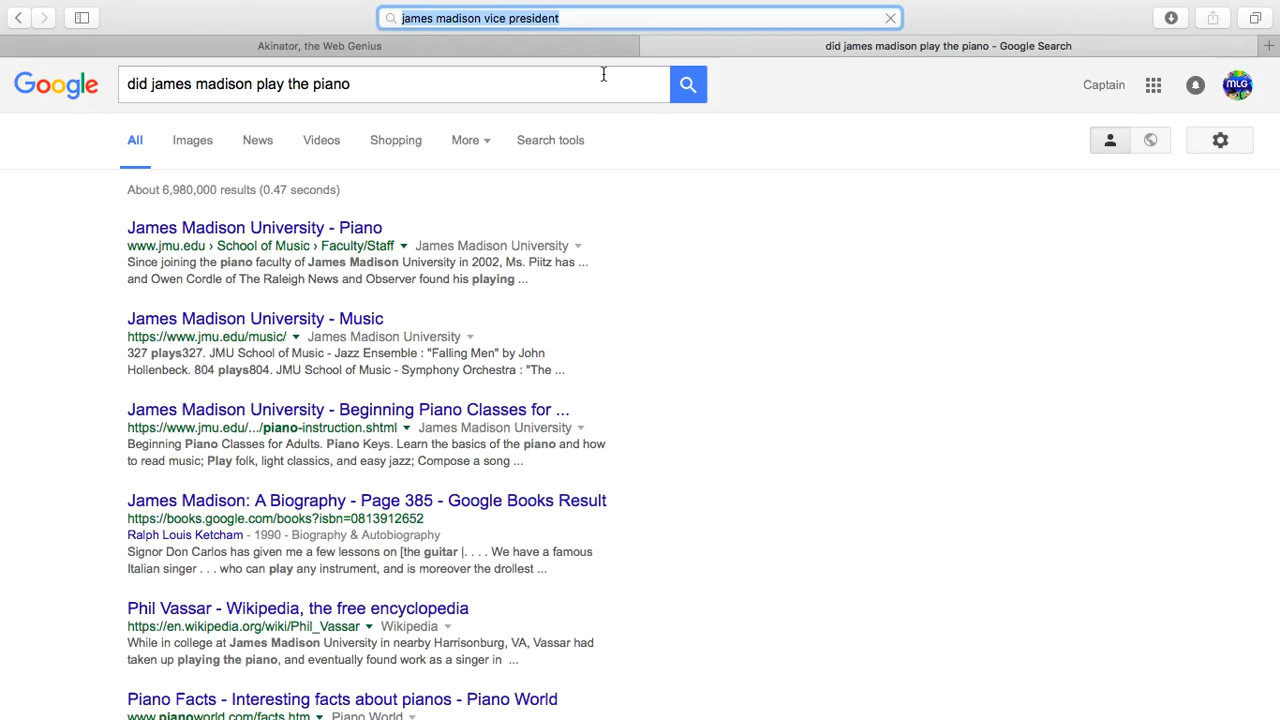 james madison vice president
Akinator, the Web Genius
did james madison play the piano - Google Search
Google
did james madison play the piano
Captain
MLG
All
Images
News
Videos
Shopping
More
Search tools
About 6,980,000 results (0.47 seconds)
James Madison University - Piano
www.jmu.edu › School of Music › Faculty/Staff James Madison University
Since joining the piano faculty of James Madison University in 2002, Ms. Piitz has ...
and Owen Cordle of The Raleigh News and Observer found his playing ...
James Madison University - Music
https://www.jmu.edu/music/ James Madison University
327 plays327. JMU School of Music - Jazz Ensemble : "Falling Men" by John
Hollenbeck. 804 plays804. JMU School of Music - Symphony Orchestra : "The ...
James Madison University - Beginning Piano Classes for ...
https://www.jmu.edu/.../piano-instruction.shtml James Madison University
Beginning Piano Classes for Adults. Piano Keys. Learn the basics of the piano and how
to read music; Play folk, light classics, and easy jazz; Compose a song ...
James Madison: A Biography - Page 385 - Google Books Result
https://books.google.com/books?isbn=0813912652
Ralph Louis Ketcham - 1990 - Biography & Autobiography
Signor Don Carlos has given me a few lessons on [the guitar |. . . . We have a famous
Italian singer . . . who can play any instrument, and is moreover the drollest ...
Phil Vassar - Wikipedia, the free encyclopedia
https://en.wikipedia.org/wiki/Phil_Vassar Wikipedia
While in college at James Madison University in nearby Harrisonburg, VA, Vassar had
taken up playing the piano, and eventually found work as a singer in ...
Piano Facts - Interesting facts about pianos - Piano World
www.pianoworld.com/facts.htm Piano World